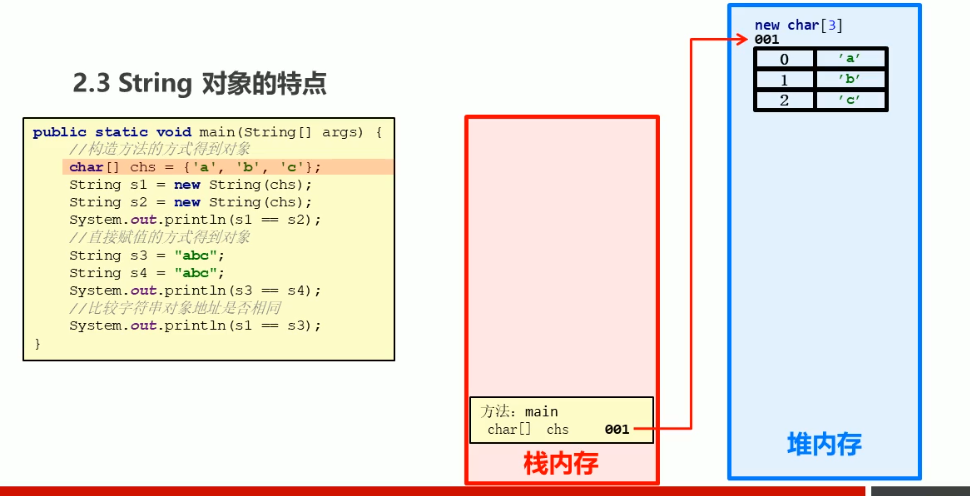 2.3 String 对象的特点
public static void main(String[] args) {
//构造方法的方式得到对象
char[] chs = {'a', 'b', 'c'};
String s1 = new String(chs);
String s2 = new String(chs);
System.out.println(s1 == s2);
//直接赋值的方式得到对象
String s3 = "abc";
String s4 = "abc";
System.out.println(s3 == s4);
//比较字符串对象地址是否相同
System.out.println(s1 == s3);
}
方法: main
char[] chs 001
栈内存
new char[3]
001
0 'a'
1 'b'
2 'c'
堆内存